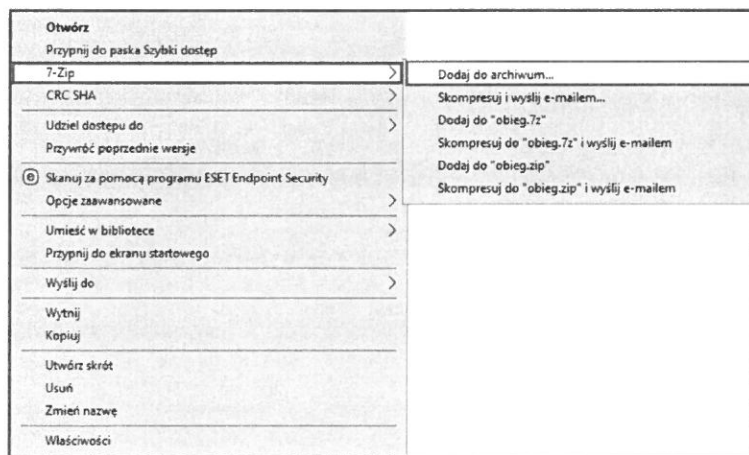 Otwórz
Przypnij do paska Szybki dostęp
7-Zip
CRC SHA
Udziel dostępu do
Przywróć poprzednie wersje
Skanuj za pomocą programu ESET Endpoint Security
Opcje zaawansowane
Umieść w bibliotece
Przypnij do ekranu startowego
Wyślij do
Wytnij
Kopiuj
Utwórz skrót
Usuń
Zmień nazwę
Właściwości
Dodaj do archiwum...
Skompresuj i wyślij e-mailem...
Dodaj do "obieg.7z"
Skompresuj do "obieg.7z" i wyślij e-mailem
Dodaj do "obieg.zip"
Skompresuj do "obieg.zip" i wyślij e-mailem